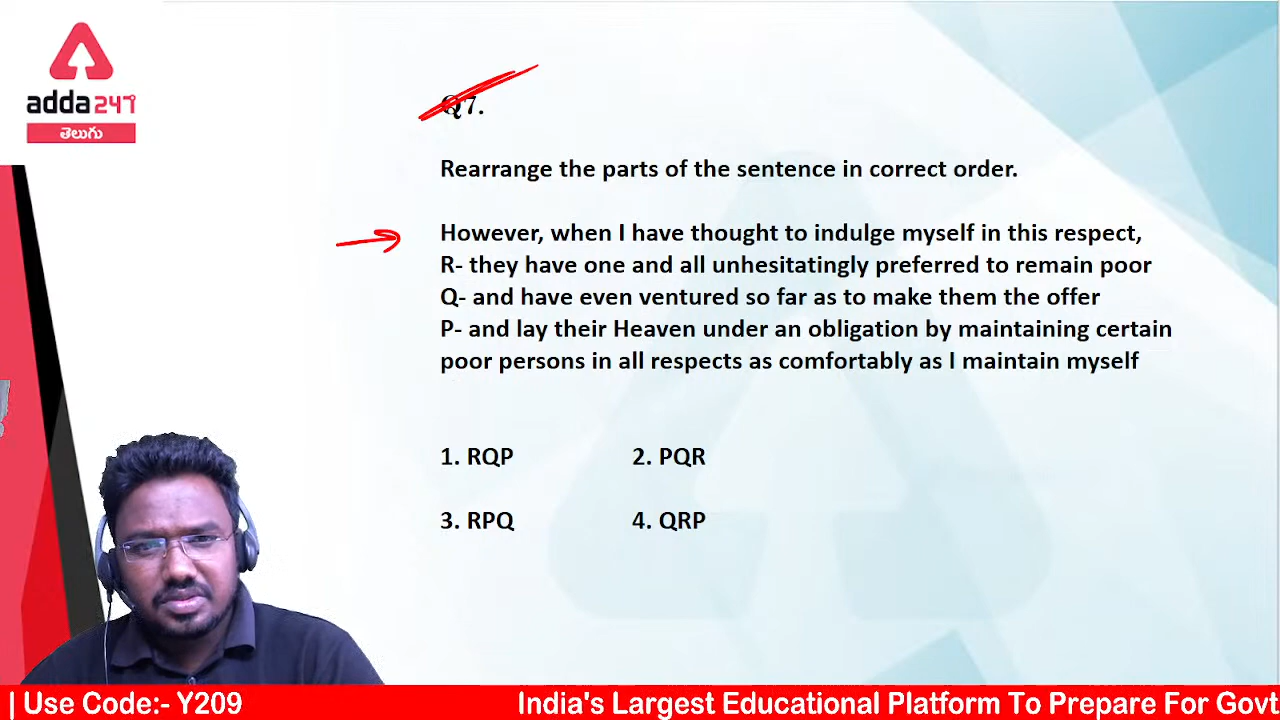 adda247
తెలుగు
Q7.
Rearrange the parts of the sentence in correct order.
However, when I have thought to indulge myself in this respect,
R- they have one and all unhesitatingly preferred to remain poor
Q- and have even ventured so far as to make them the offer
P- and lay their Heaven under an obligation by maintaining certain
poor persons in all respects as comfortably as I maintain myself
1. RQP 2. PQR
3. RPQ 4. QRP
| Use Code:- Y209 India's Largest Educational Platform To Prepare For Govt